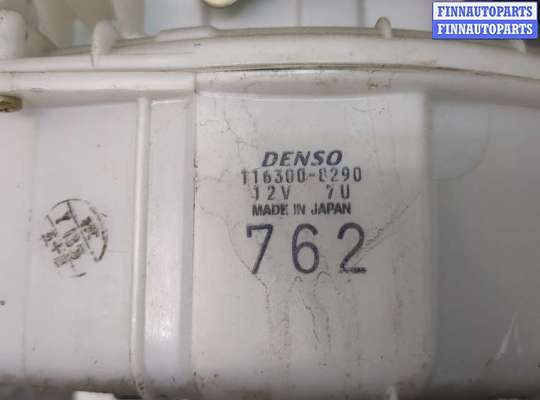 FINNAUTOPARTS
FINNAUTOPARTS
DENSO
116300-8290
12V 7U
MADE IN JAPAN
762